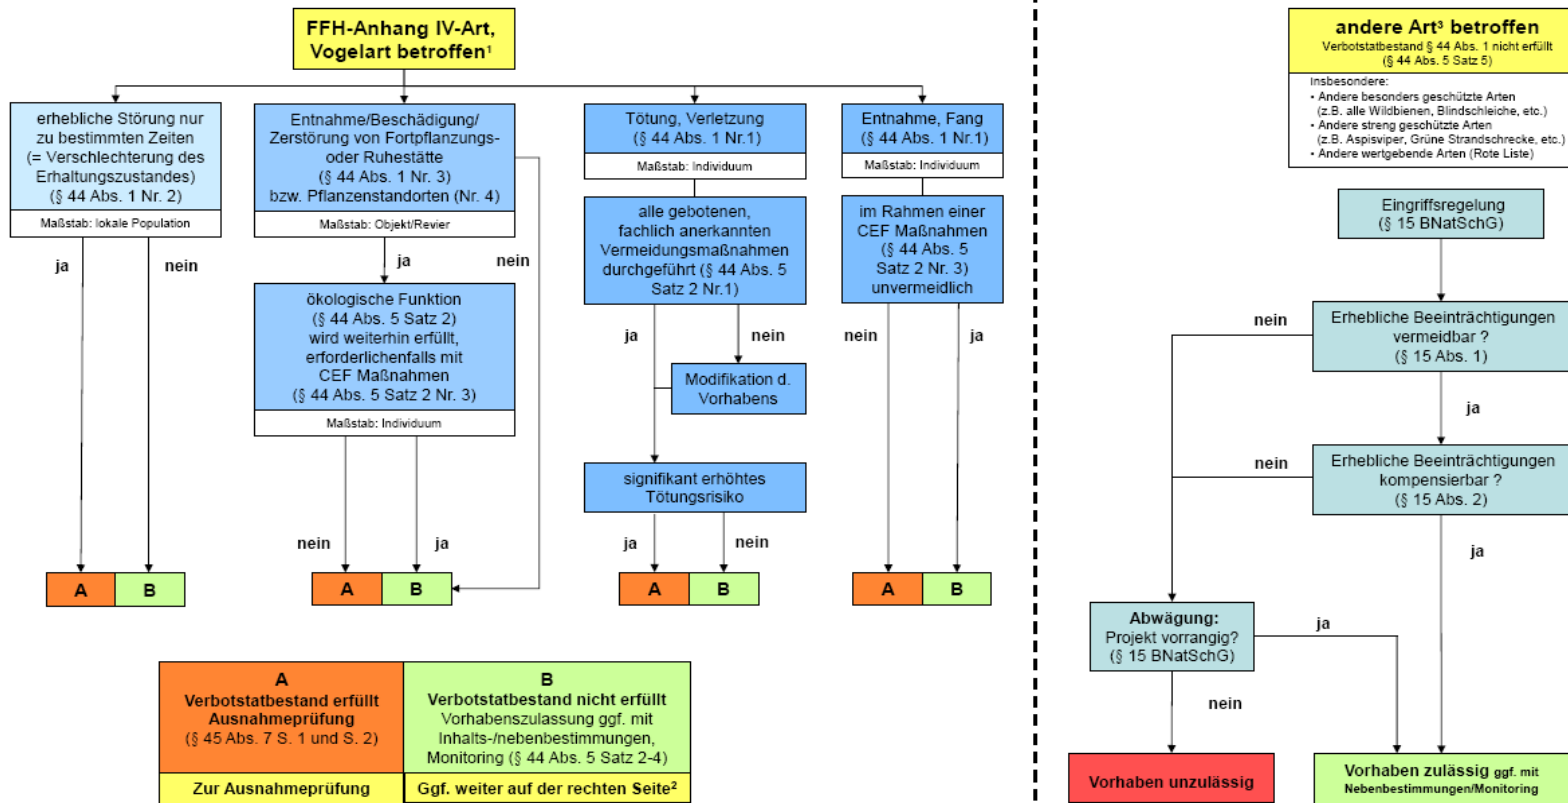 FFH-Anhang IV-Art,
Vogelart betroffen¹
erhebliche Störung nur
zu bestimmten Zeiten
(= Verschlechterung des
Erhaltungszustandes)
(§ 44 Abs. 1 Nr. 2)
Maßstab: lokale Population
ja
nein
A
B
Entnahme/Beschädigung/
Zerstörung von Fortpflanzungs-
oder Ruhestätte
(§ 44 Abs. 1 Nr. 3)
bzw. Pflanzenstandorten (Nr. 4)
Maßstab: Objekt/Revier
ja
nein
ökologische Funktion
(§ 44 Abs. 5 Satz 2)
wird weiterhin erfüllt,
erforderlichenfalls mit
CEF Maßnahmen
(§ 44 Abs. 5 Satz 2 Nr. 3)
Maßstab: Individuum
nein
ja
A
B
Tötung, Verletzung
(§ 44 Abs. 1 Nr.1)
Maßstab: Individuum
alle gebotenen,
fachlich anerkannten
Vermeidungsmaßnahmen
durchgeführt (§ 44 Abs. 5
Satz 2 Nr.1)
ja
nein
Modifikation d.
Vorhabens
signifikant erhöhtes
Tötungsrisiko
ja
nein
A
B
Entnahme, Fang
(§ 44 Abs. 1 Nr.1)
Maßstab: Individuum
im Rahmen einer
CEF Maßnahmen
(§ 44 Abs. 5
Satz 2 Nr. 3)
unvermeidlich
nein
ja
A
B
A
Verbotstatbestand erfüllt
Ausnahmeprüfung
(§ 45 Abs. 7 S. 1 und S. 2)
Zur Ausnahmeprüfung
B
Verbotstatbestand nicht erfüllt
Vorhabenszulassung ggf. mit
Inhalts-/nebenbestimmungen,
Monitoring (§ 44 Abs. 5 Satz 2-4)
Ggf. weiter auf der rechten Seite²
andere Art³ betroffen
Verbotstatbestand § 44 Abs. 1 nicht erfüllt
(§ 44 Abs. 5 Satz 5)
Insbesondere:
• Andere besonders geschützte Arten
(z.B. alle Wildbienen, Blindschleiche, etc.)
• Andere streng geschützte Arten
(z.B. Aspisviper, Grüne Strandschrecke, etc.)
• Andere wertgebende Arten (Rote Liste)
Eingriffsregelung
(§ 15 BNatSchG)
Erhebliche Beeinträchtigungen
vermeidbar ?
(§ 15 Abs. 1)
nein
ja
Erhebliche Beeinträchtigungen
kompensierbar ?
(§ 15 Abs. 2)
nein
ja
Abwägung:
Projekt vorrangig?
(§ 15 BNatSchG)
ja
nein
Vorhaben unzulässig
Vorhaben zulässig ggf. mit
Nebenbestimmungen/Monitoring